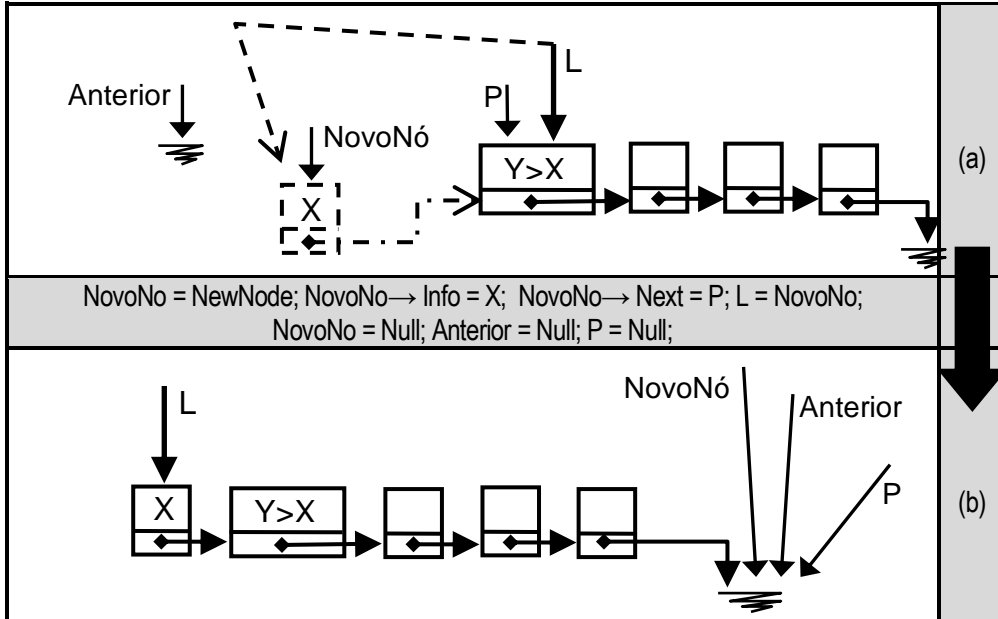 L
P
Anterior
NovoNó
Y>X
X
(a)
NovoNo = NewNode; NovoNo→ Info = X; NovoNo→ Next = P; L = NovoNo;
NovoNo = Null; Anterior = Null; P = Null;
NovoNó
L
Anterior
P
X
Y>X
(b)